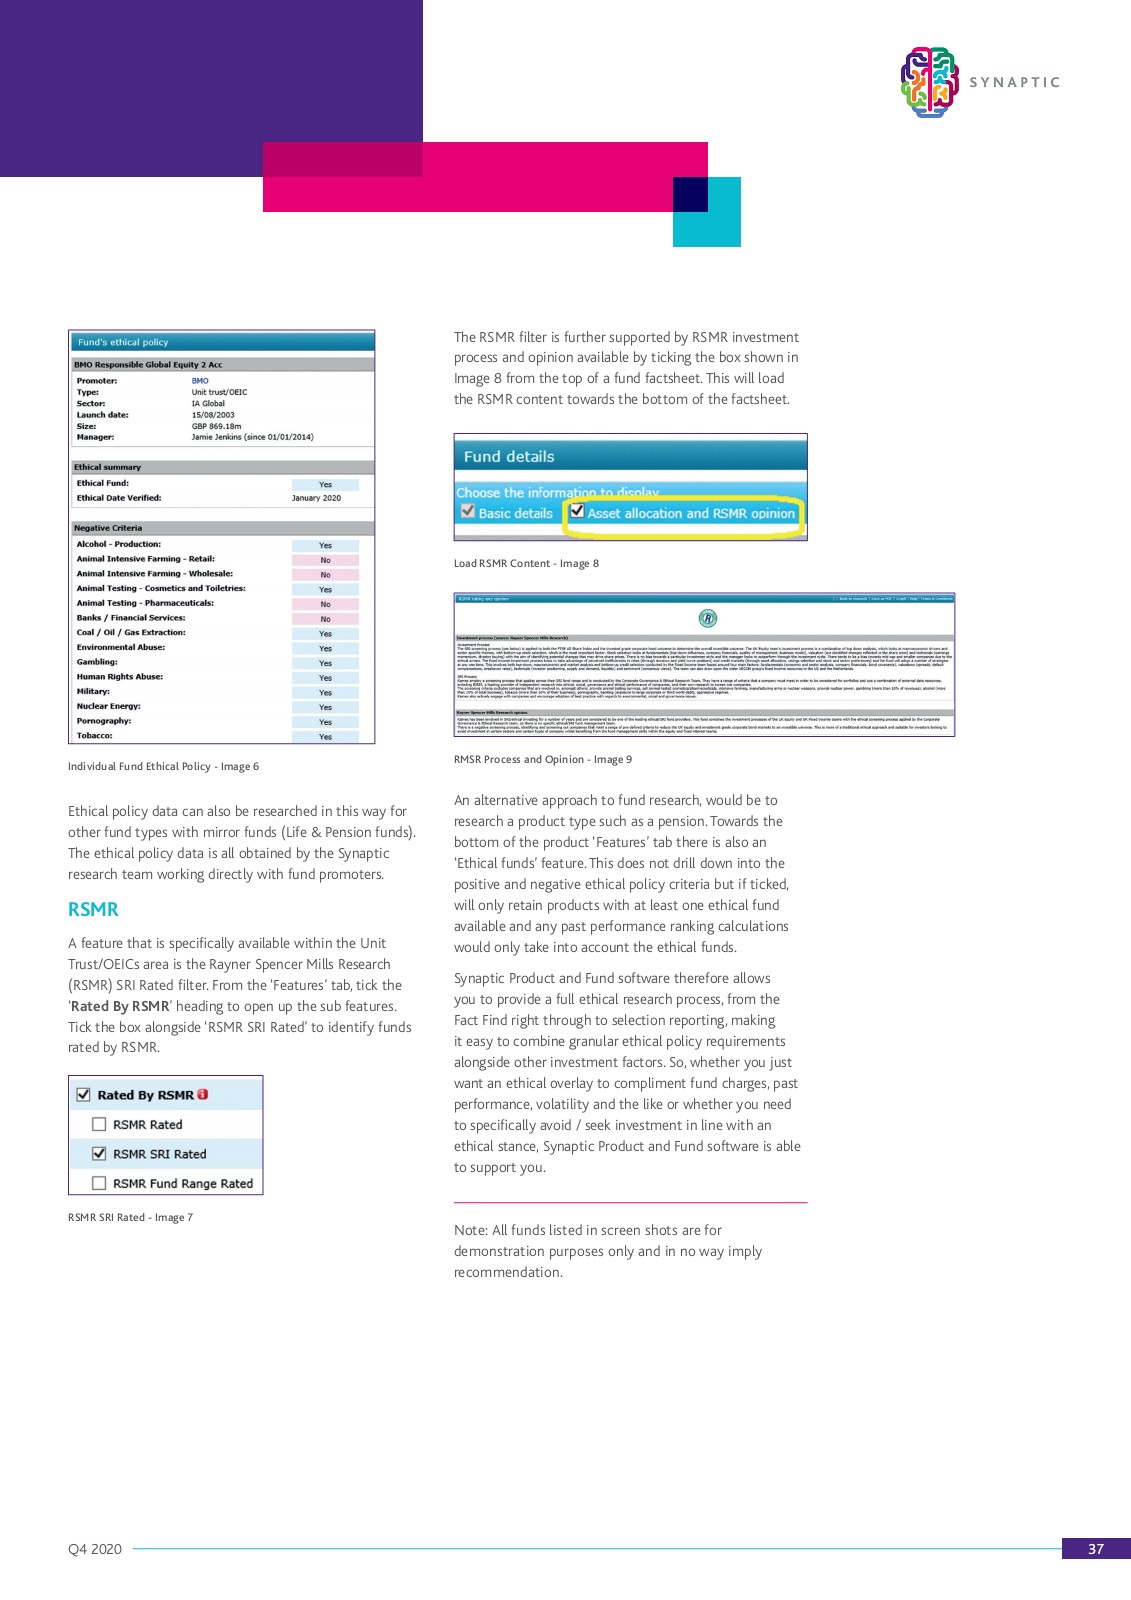 SYNAPTIC
Fund's ethical policy
BMO Responsible Global Equity 2 Acc
Promoter: BMO
Type: Unit trust/OEIC
Sector: IA Global
Launch date: 15/08/2003
Size: GBP 869.18m
Manager: Jamie Jenkins (since 01/01/2014)
Ethical summary
Ethical Fund: Yes
Ethical Date Verified: January 2020
Negative Criteria
Alcohol - Production: Yes
Animal Intensive Farming - Retail: No
Animal Intensive Farming - Wholesale: No
Animal Testing - Cosmetics and Toiletries: Yes
Animal Testing - Pharmaceuticals: No
Banks / Financial Services: No
Coal / Oil / Gas Extraction: Yes
Environmental Abuse: Yes
Gambling: Yes
Human Rights Abuse: Yes
Military: Yes
Nuclear Energy: Yes
Pornography: Yes
Tobacco: Yes
Individual Fund Ethical Policy - Image 6
Ethical policy data can also be researched in this way for
other fund types with mirror funds (Life & Pension funds).
The ethical policy data is all obtained by the Synaptic
research team working directly with fund promoters.
RSMR
A feature that is specifically available within the Unit
Trust/OEICs area is the Rayner Spencer Mills Research
(RSMR) SRI Rated filter. From the 'Features' tab, tick the
'Rated By RSMR' heading to open up the sub features.
Tick the box alongside 'RSMR SRI Rated' to identify funds
rated by RSMR.
Rated By RSMR
RSMR Rated
RSMR SRI Rated
RSMR Fund Range Rated
RSMR SRI Rated - Image 7
The RSMR filter is further supported by RSMR investment
process and opinion available by ticking the box shown in
Image 8 from the top of a fund factsheet. This will load
the RSMR content towards the bottom of the factsheet.
Fund details
Choose the information to display
Basic details Asset allocation and RSMR opinion
Load RSMR Content - Image 8
RSMR rating and opinion
R
Investment process (source: Rayner Spencer Mills Research)
Investment Process
SRI Process
Rayner Spencer Mills Research opinion
RMSR Process and Opinion - Image 9
An alternative approach to fund research, would be to
research a product type such as a pension. Towards the
bottom of the product 'Features' tab there is also an
'Ethical funds' feature. This does not drill down into the
positive and negative ethical policy criteria but if ticked,
will only retain products with at least one ethical fund
available and any past performance ranking calculations
would only take into account the ethical funds.
Synaptic Product and Fund software therefore allows
you to provide a full ethical research process, from the
Fact Find right through to selection reporting, making
it easy to combine granular ethical policy requirements
alongside other investment factors. So, whether you just
want an ethical overlay to compliment fund charges, past
performance, volatility and the like or whether you need
to specifically avoid / seek investment in line with an
ethical stance, Synaptic Product and Fund software is able
to support you.
Note: All funds listed in screen shots are for
demonstration purposes only and in no way imply
recommendation.
Q4 2020
37